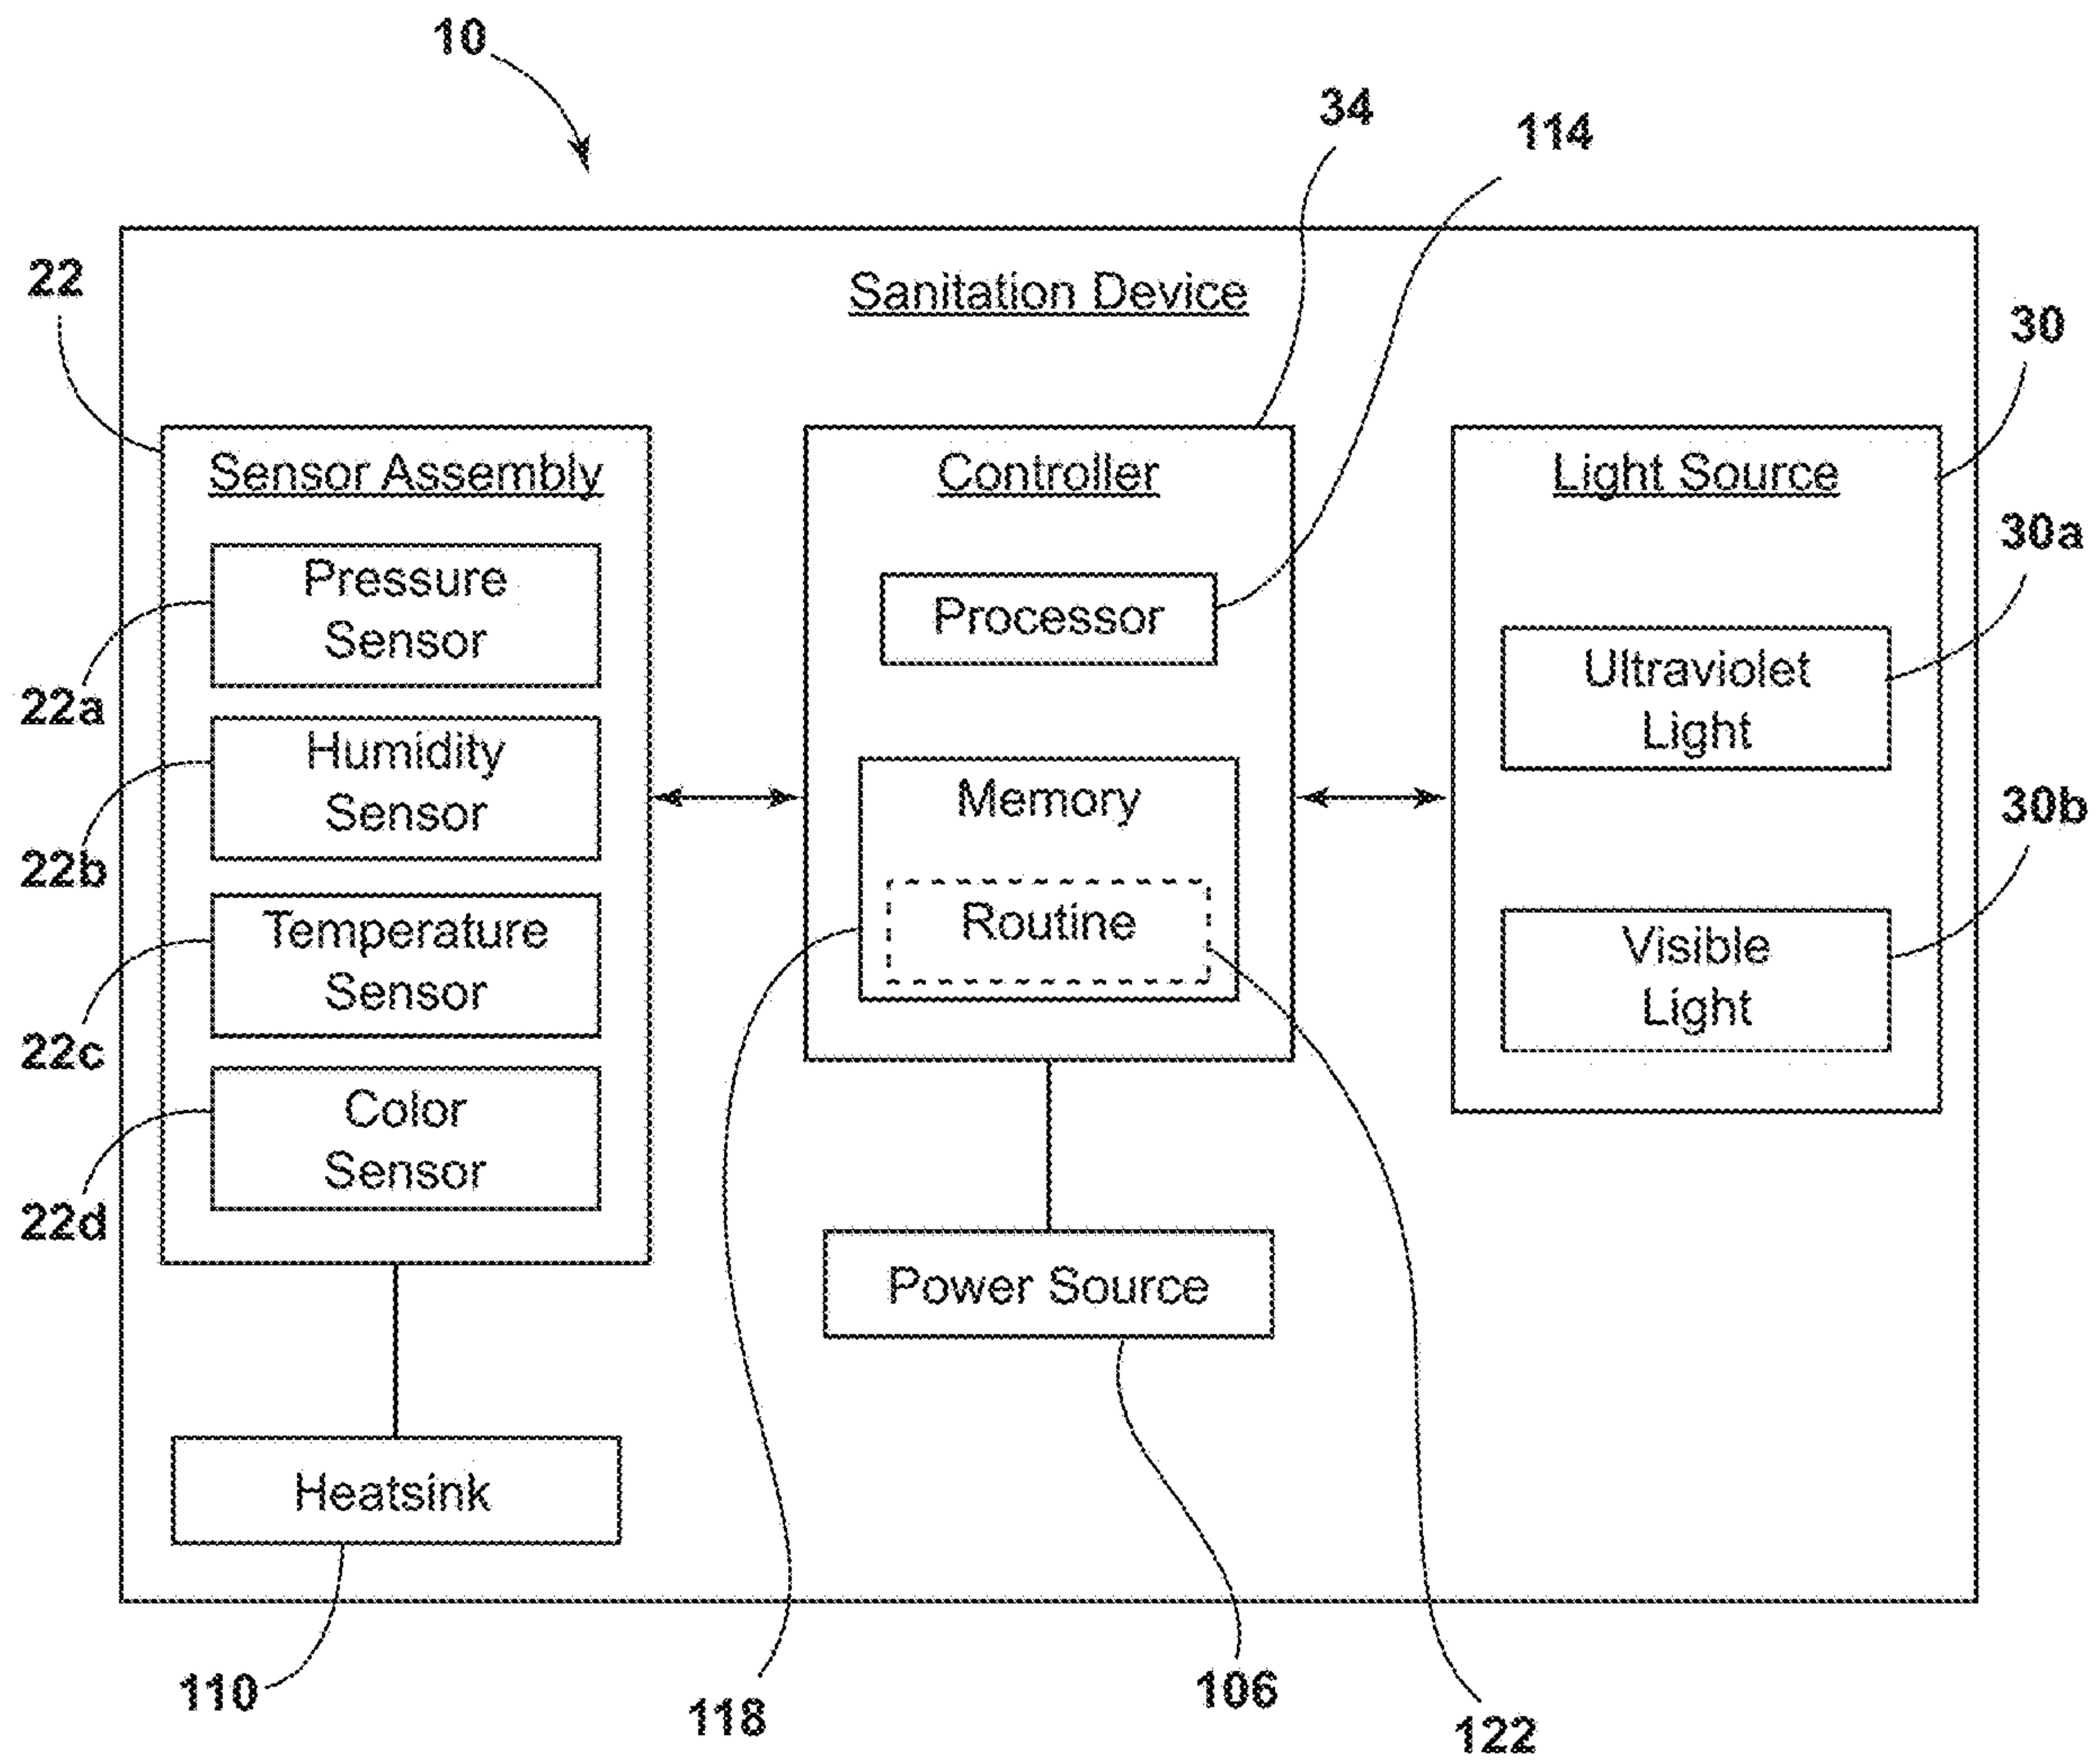 10
34
114
22
Sanitation Device
30
Sensor Assembly
Controller
Light Source
30a
Pressure
Sensor
Processor
Ultraviolet
Light
22a
Humidity
Sensor
Memory
30b
22b
Temperature
Sensor
Routine
Visible
Light
22c
Color
Sensor
22d
Power Source
Heatsink
110
118
106
122